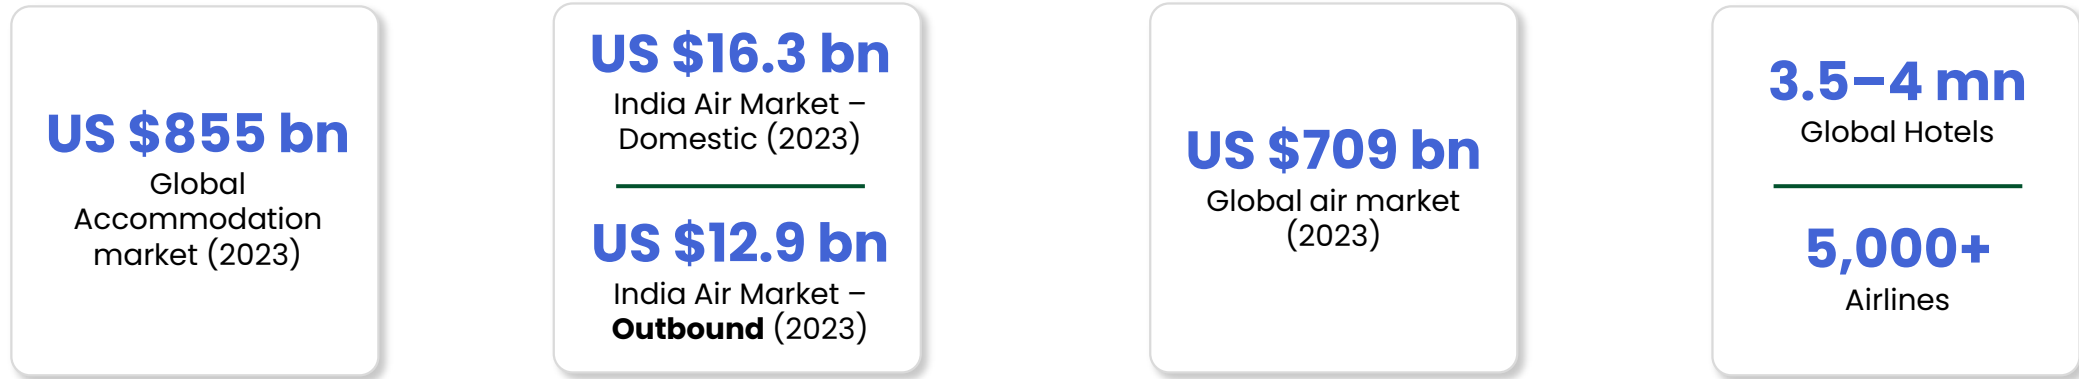 US $855 bn
Global
Accommodation
market (2023)
US $16.3 bn
India Air Market –
Domestic (2023)
US $12.9 bn
India Air Market –
Outbound (2023)
US $709 bn
Global air market
(2023)
3.5–4 mn
Global Hotels
5,000+
Airlines